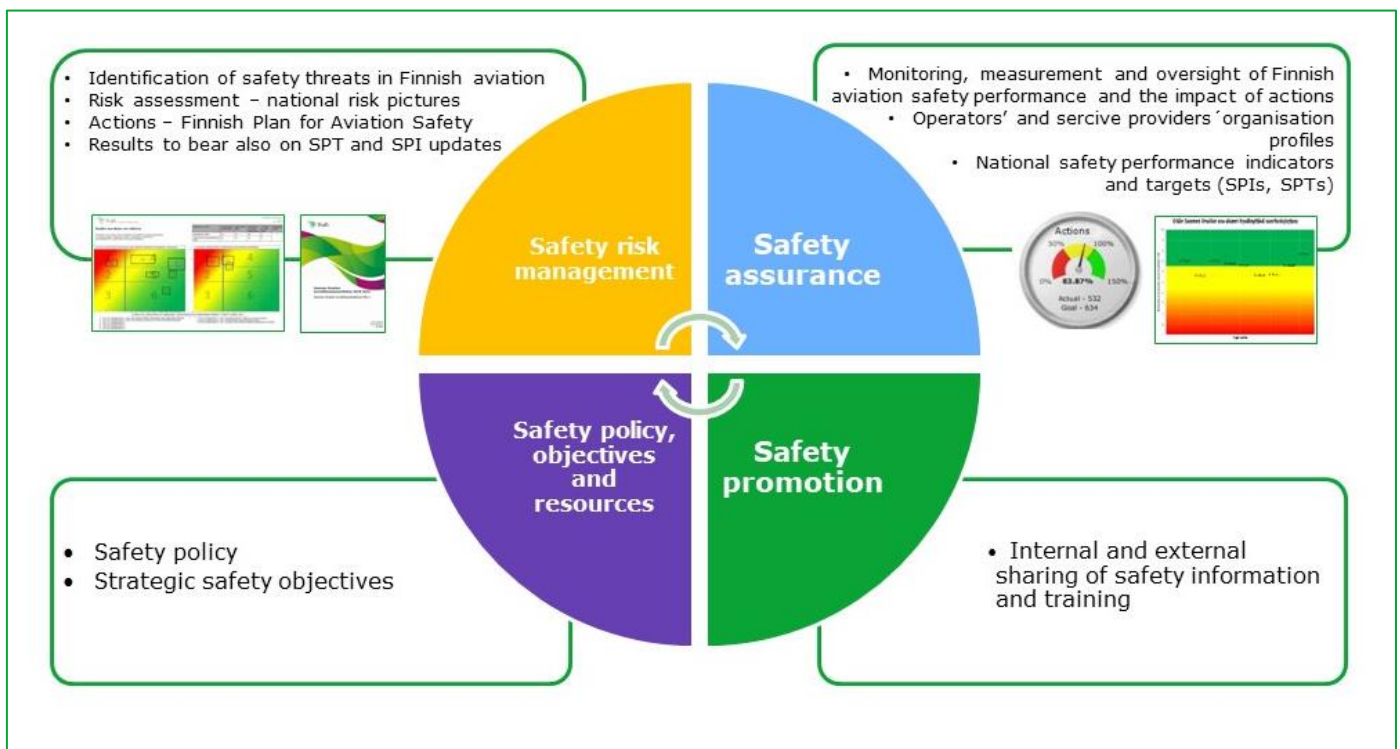 • Identification of safety threats in Finnish aviation
• Risk assessment – national risk pictures
• Actions – Finnish Plan for Aviation Safety
• Results to bear also on SPT and SPI updates
• Monitoring, measurement and oversight of Finnish
aviation safety performance and the impact of actions
• Operators’ and sercive providers´organisation
profiles
• National safety performance indicators
and targets (SPIs, SPTs)
Actions
50%
100%
0%
83.87%
150%
Actual - 532
Goal - 634
Safety risk
management
Safety
assurance
Safety policy,
objectives
and
resources
Safety
promotion
• Safety policy
• Strategic safety objectives
• Internal and external
sharing of safety information
and training